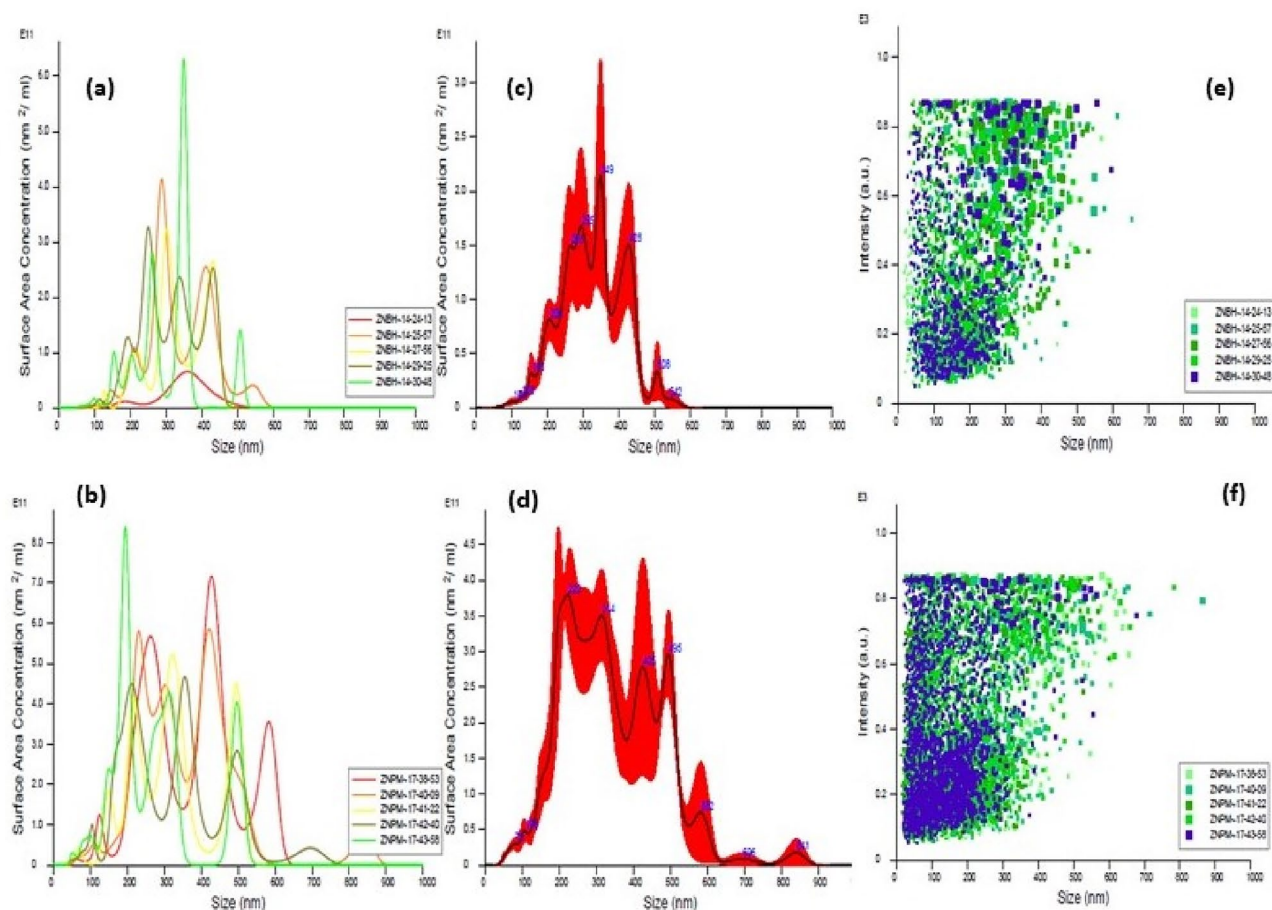 E11
Surface Area Concentration (nm ²/ ml)
6.0
5.0
4.0
3.0
2.0
1.0
0
(a)
ZNBH~14-24-13
ZNBH~14-25-57
ZNBH~14-27-56
ZNBH~14-29-25
ZNBH~14-30-48
0 100 200 300 400 500 600 700 800 900 1000
Size (nm)
E11
Surface Area Concentration (nm ²/ ml)
3.0
2.5
2.0
1.5
1.0
0.5
0
(c)
0 100 200 300 400 500 600 700 800 900 1000
Size (nm)
E3
Intensity (a.u.)
1.0
0.8
0.6
0.4
0.2
0
(e)
ZNBH~14-24-13
ZNBH~14-25-57
ZNBH~14-27-56
ZNBH~14-29-25
ZNBH~14-30-48
0 100 200 300 400 500 600 700 800 900 1000
Size (nm)
E11
Surface Area Concentration (nm ²/ ml)
8.0
7.0
6.0
5.0
4.0
3.0
2.0
1.0
0
(b)
ZNPM~17-38-53
ZNPM~17-40-09
ZNPM~17-41-22
ZNPM~17-42-40
ZNPM~17-43-58
0 100 200 300 400 500 600 700 800 900 1000
Size (nm)
E11
Surface Area Concentration (nm ²/ ml)
4.5
4.0
3.5
3.0
2.5
2.0
1.5
1.0
0.5
0
(d)
495
0 100 200 300 400 500 600 700 800 900
Size (nm)
E3
Intensity (a.u.)
1.0
0.8
0.6
0.4
0.2
0
(f)
ZNPM~17-38-53
ZNPM~17-40-09
ZNPM~17-41-22
ZNPM~17-42-40
ZNPM~17-43-58
0 100 200 300 400 500 600 700 800 900 1000
Size (nm)